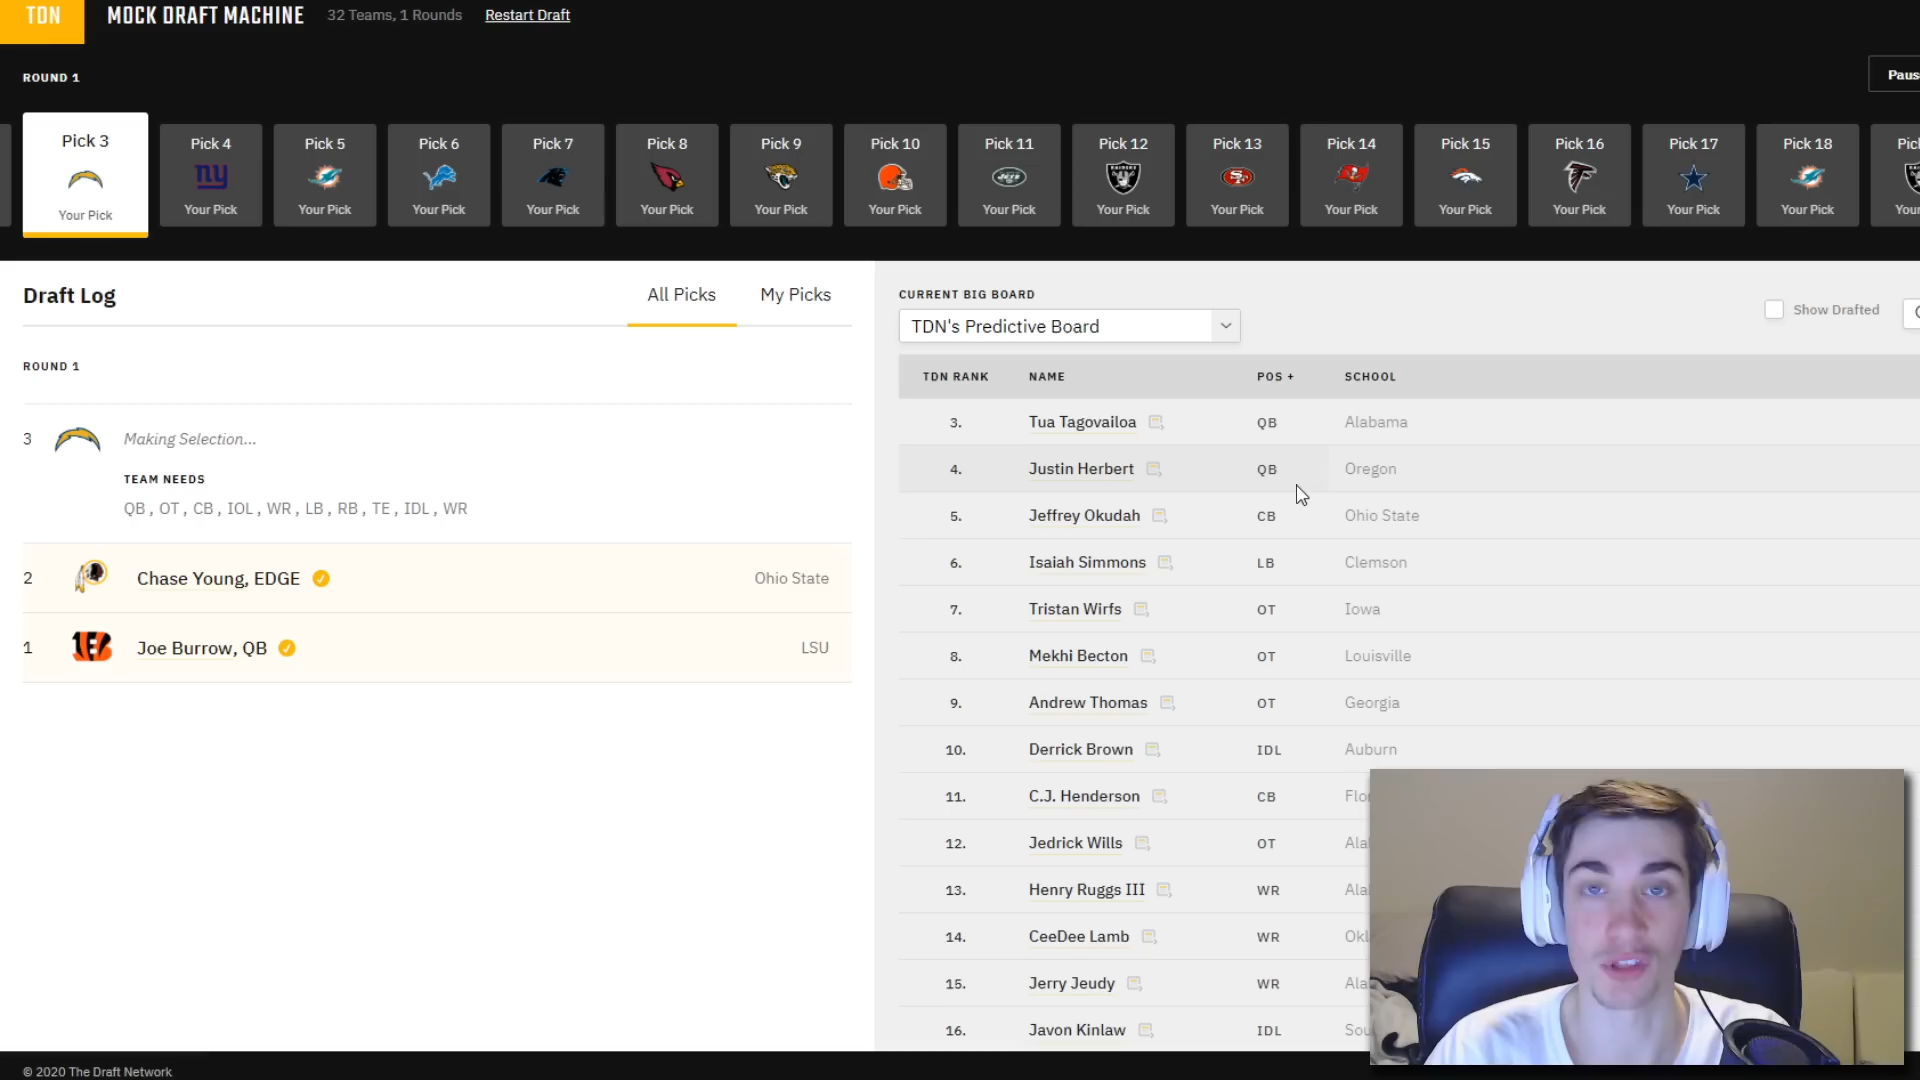 TDN
MOCK DRAFT MACHINE
32 Teams, 1 Rounds
Restart Draft
ROUND 1
Pick 3
Your Pick
Pick 4
ny
Your Pick
Pick 5
Your Pick
Pick 6
Your Pick
Pick 7
Your Pick
Pick 8
Your Pick
Pick 9
Your Pick
Pick 10
Your Pick
Pick 11
JETS
Your Pick
Pick 12
RAIDERS
Your Pick
Pick 13
SF
Your Pick
Pick 14
Your Pick
Pick 15
Your Pick
Pick 16
Your Pick
Pick 17
Your Pick
Pick 18
Your Pick
Draft Log
All Picks
My Picks
ROUND 1
3
Making Selection...
TEAM NEEDS
QB , OT , CB , IOL , WR , LB , RB , TE , IDL , WR
2 Chase Young, EDGE Ohio State
1 Joe Burrow, QB LSU
CURRENT BIG BOARD
TDN's Predictive Board
Show Drafted
TDN RANK NAME POS + SCHOOL
3. Tua Tagovailoa QB Alabama
4. Justin Herbert QB Oregon
5. Jeffrey Okudah CB Ohio State
6. Isaiah Simmons LB Clemson
7. Tristan Wirfs OT Iowa
8. Mekhi Becton OT Louisville
9. Andrew Thomas OT Georgia
10. Derrick Brown IDL Auburn
11. C.J. Henderson CB
12. Jedrick Wills OT
13. Henry Ruggs III WR
14. CeeDee Lamb WR
15. Jerry Jeudy WR
16. Javon Kinlaw IDL
© 2020 The Draft Network